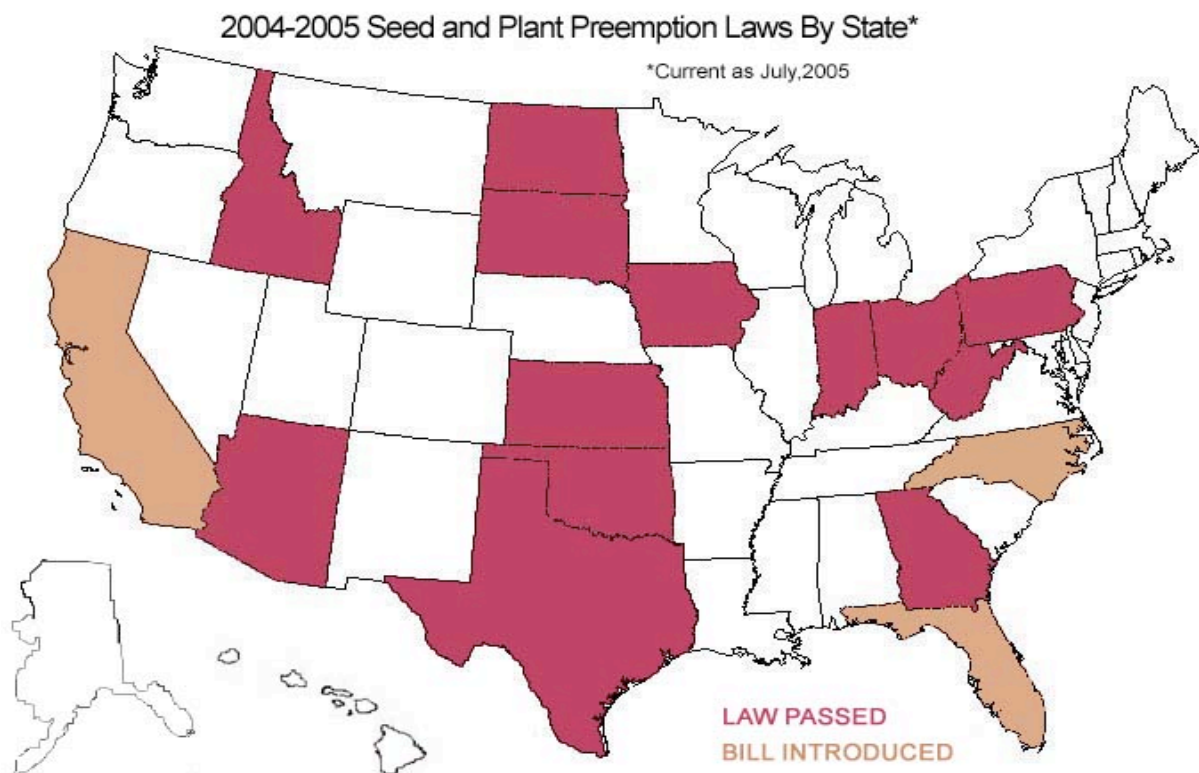 2004-2005 Seed and Plant Preemption Laws By State*
*Current as July,2005
LAW PASSED
BILL INTRODUCED